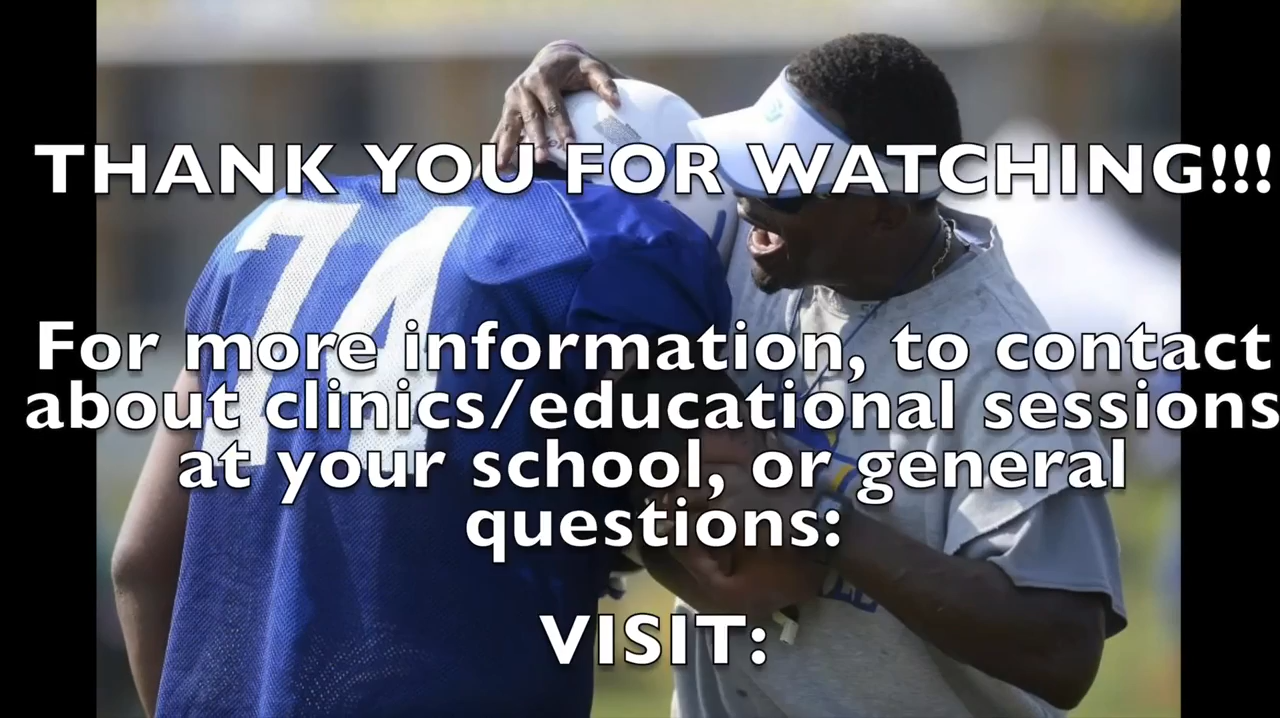 THANK YOU FOR WATCHING!!!
74
For more information, to contact
about clinics/educational sessions
at your school, or general
questions:
VISIT: